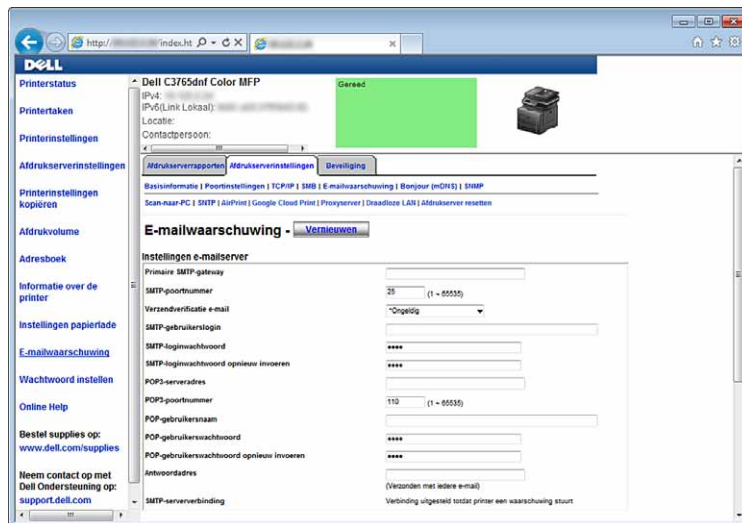 http:// /index.ht
DELL
Printerstatus
Printertaken
Printerinstellingen
Afdrukserverinstellingen
Printerinstellingen
kopiëren
Afdrukvolume
Adresboek
Informatie over de
printer
Instellingen papierlade
E-mailwaarschuwing
Wachtwoord instellen
Online Help
Bestel supplies op:
www.dell.com/supplies
Neem contact op met
Dell Ondersteuning op:
support.dell.com
Dell C3765dnf Color MFP
IPv4:
IPv6(Link Lokaal):
Locatie:
Contactpersoon:
Gereed
Afdrukserverrapporten Afdrukserverinstellingen Beveiliging
Basisinformatie | Poortinstellingen | TCP/IP | SMB | E-mailwaarschuwing | Bonjour (mDNS) | SNMP
Scan-naar-PC | SNTP | AirPrint | Google Cloud Print | Proxyserver | Draadloze LAN | Afdrukserver resetten
E-mailwaarschuwing - Vernieuwen
Instellingen e-mailserver
Primaire SMTP-gateway
SMTP-poortnummer 25 (1 ~ 65535)
Verzendverificatie e-mail *Ongeldig
SMTP-gebruikerslogin
SMTP-loginwachtwoord ••••
SMTP-loginwachtwoord opnieuw invoeren ••••
POP3-serveradres
POP3-poortnummer 110 (1 ~ 65535)
POP-gebruikersnaam
POP-gebruikerswachtwoord ••••
POP-gebruikerswachtwoord opnieuw invoeren ••••
Antwoordadres
(Verzonden met iedere e-mail)
SMTP-serververbinding Verbinding uitgesteld totdat printer een waarschuwing stuurt